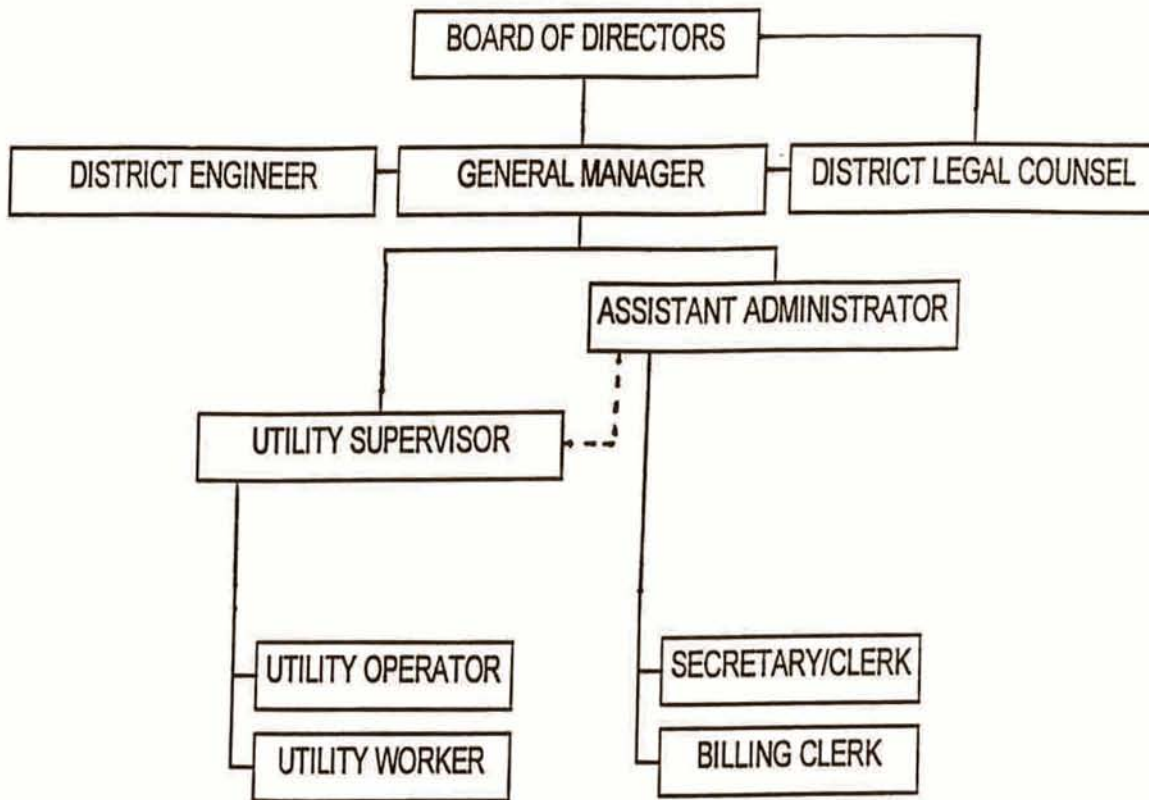 BOARD OF DIRECTORS
DISTRICT ENGINEER
GENERAL MANAGER
DISTRICT LEGAL COUNSEL
ASSISTANT ADMINISTRATOR
UTILITY SUPERVISOR
UTILITY OPERATOR
SECRETARY/CLERK
UTILITY WORKER
BILLING CLERK